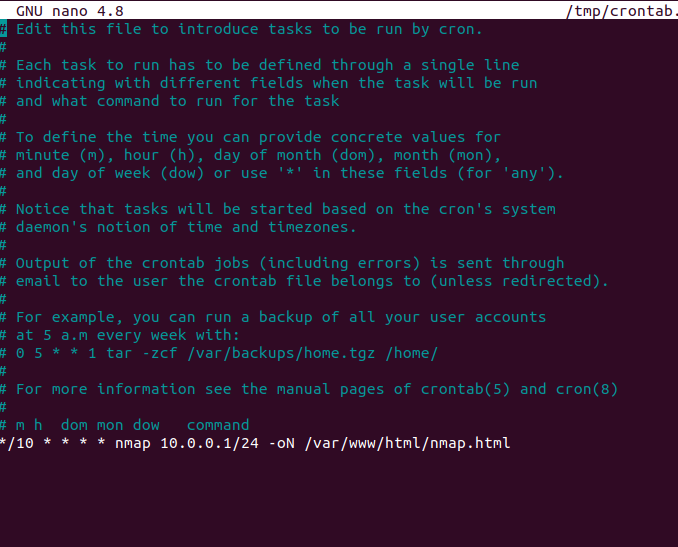 GNU nano 4.8 /tmp/crontab.
# Edit this file to introduce tasks to be run by cron.
#
# Each task to run has to be defined through a single line
# indicating with different fields when the task will be run
# and what command to run for the task
#
# To define the time you can provide concrete values for
# minute (m), hour (h), day of month (dom), month (mon),
# and day of week (dow) or use '*' in these fields (for 'any').
#
# Notice that tasks will be started based on the cron's system
# daemon's notion of time and timezones.
#
# Output of the crontab jobs (including errors) is sent through
# email to the user the crontab file belongs to (unless redirected).
#
# For example, you can run a backup of all your user accounts
# at 5 a.m every week with:
# 0 5 * * 1 tar -zcf /var/backups/home.tgz /home/
#
# For more information see the manual pages of crontab(5) and cron(8)
#
# m h  dom mon dow   command
*/10 * * * * nmap 10.0.0.1/24 -oN /var/www/html/nmap.html